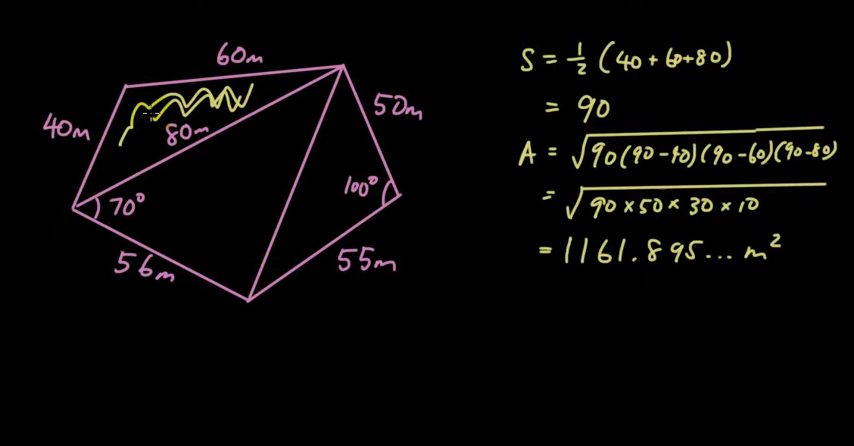 60m
40m
80m
50m
70°
100°
56m
55m
S = 1/2 (40+60+80)
= 90
A = √90(90-40)(90-60)(90-80)
= √90×50×30×10
= 1161.895... m²